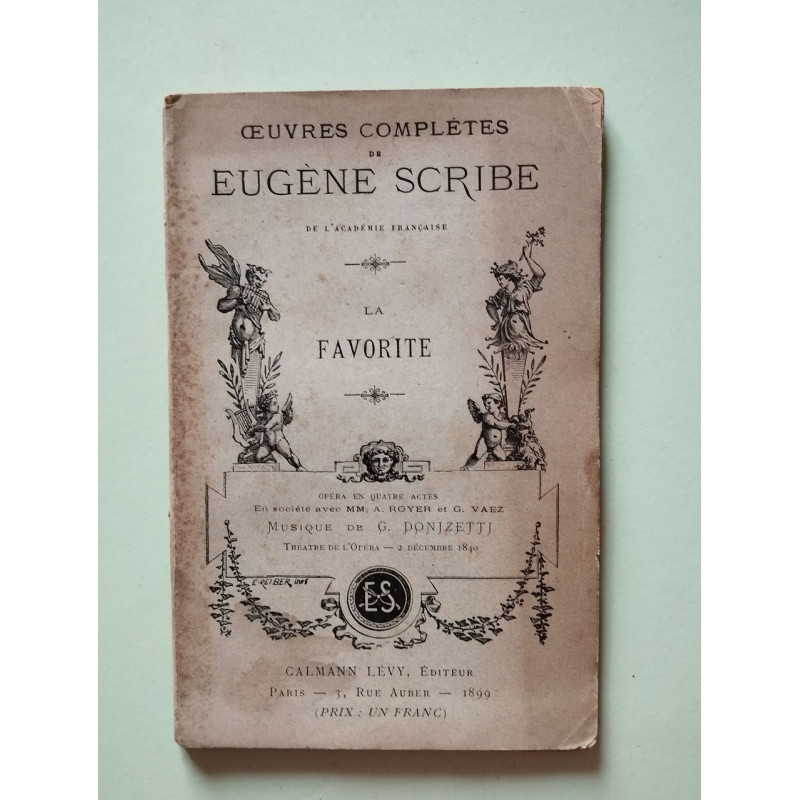 ŒUVRES COMPLÈTES
DE
EUGÈNE SCRIBE
DE L'ACADÉMIE FRANÇAISE
LA
FAVORITE
OPÉRA EN QUATRE ACTES
En société avec MM. A. ROYER et G. VAEZ
MUSIQUE DE G. DONIZETTI
THÉATRE DE L'OPÉRA — 2 DÉCEMBRE 1840
E. REIBER INV^T
E.S.
CALMANN LÉVY, ÉDITEUR
PARIS — 3, RUE AUBER — 1899
(PRIX : UN FRANC)